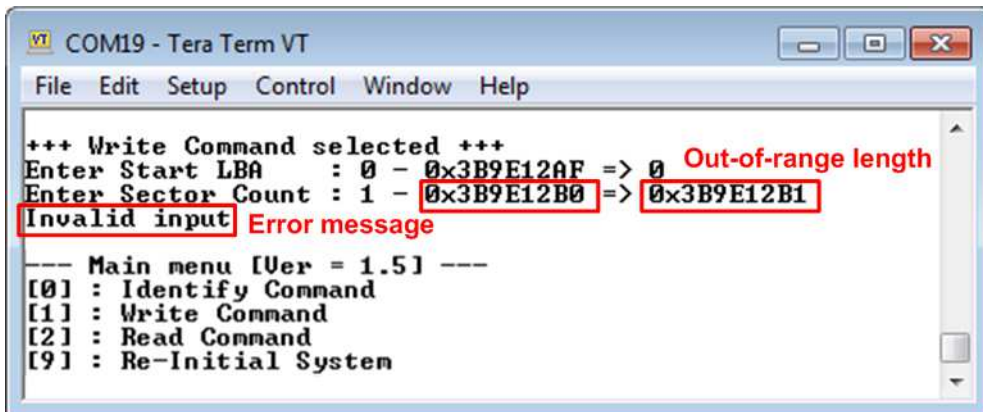 COM19 - Tera Term VT
File Edit Setup Control Window Help
+++ Write Command selected +++
Enter Start LBA : 0 - 0x3B9E12AF => 0 Out-of-range length
Enter Sector Count : 1 - 0x3B9E12B0 => 0x3B9E12B1
Invalid input Error message
--- Main menu [Ver = 1.5] ---
[0] : Identify Command
[1] : Write Command
[2] : Read Command
[9] : Re-Initial System